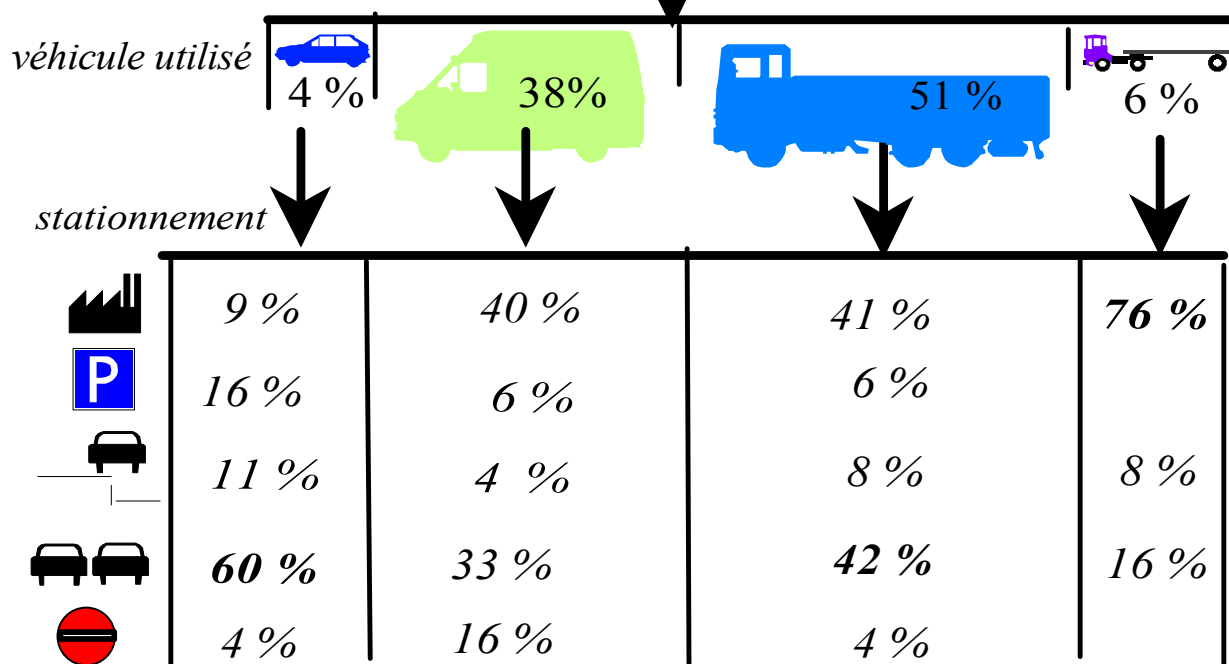 véhicule utilisé
4 % 38% 51 % 6 %
stationnement
9 % 40 % 41 % 76 %
P 16 % 6 % 6 %
11 % 4 % 8 % 8 %
60 % 33 % 42 % 16 %
4 % 16 % 4 %